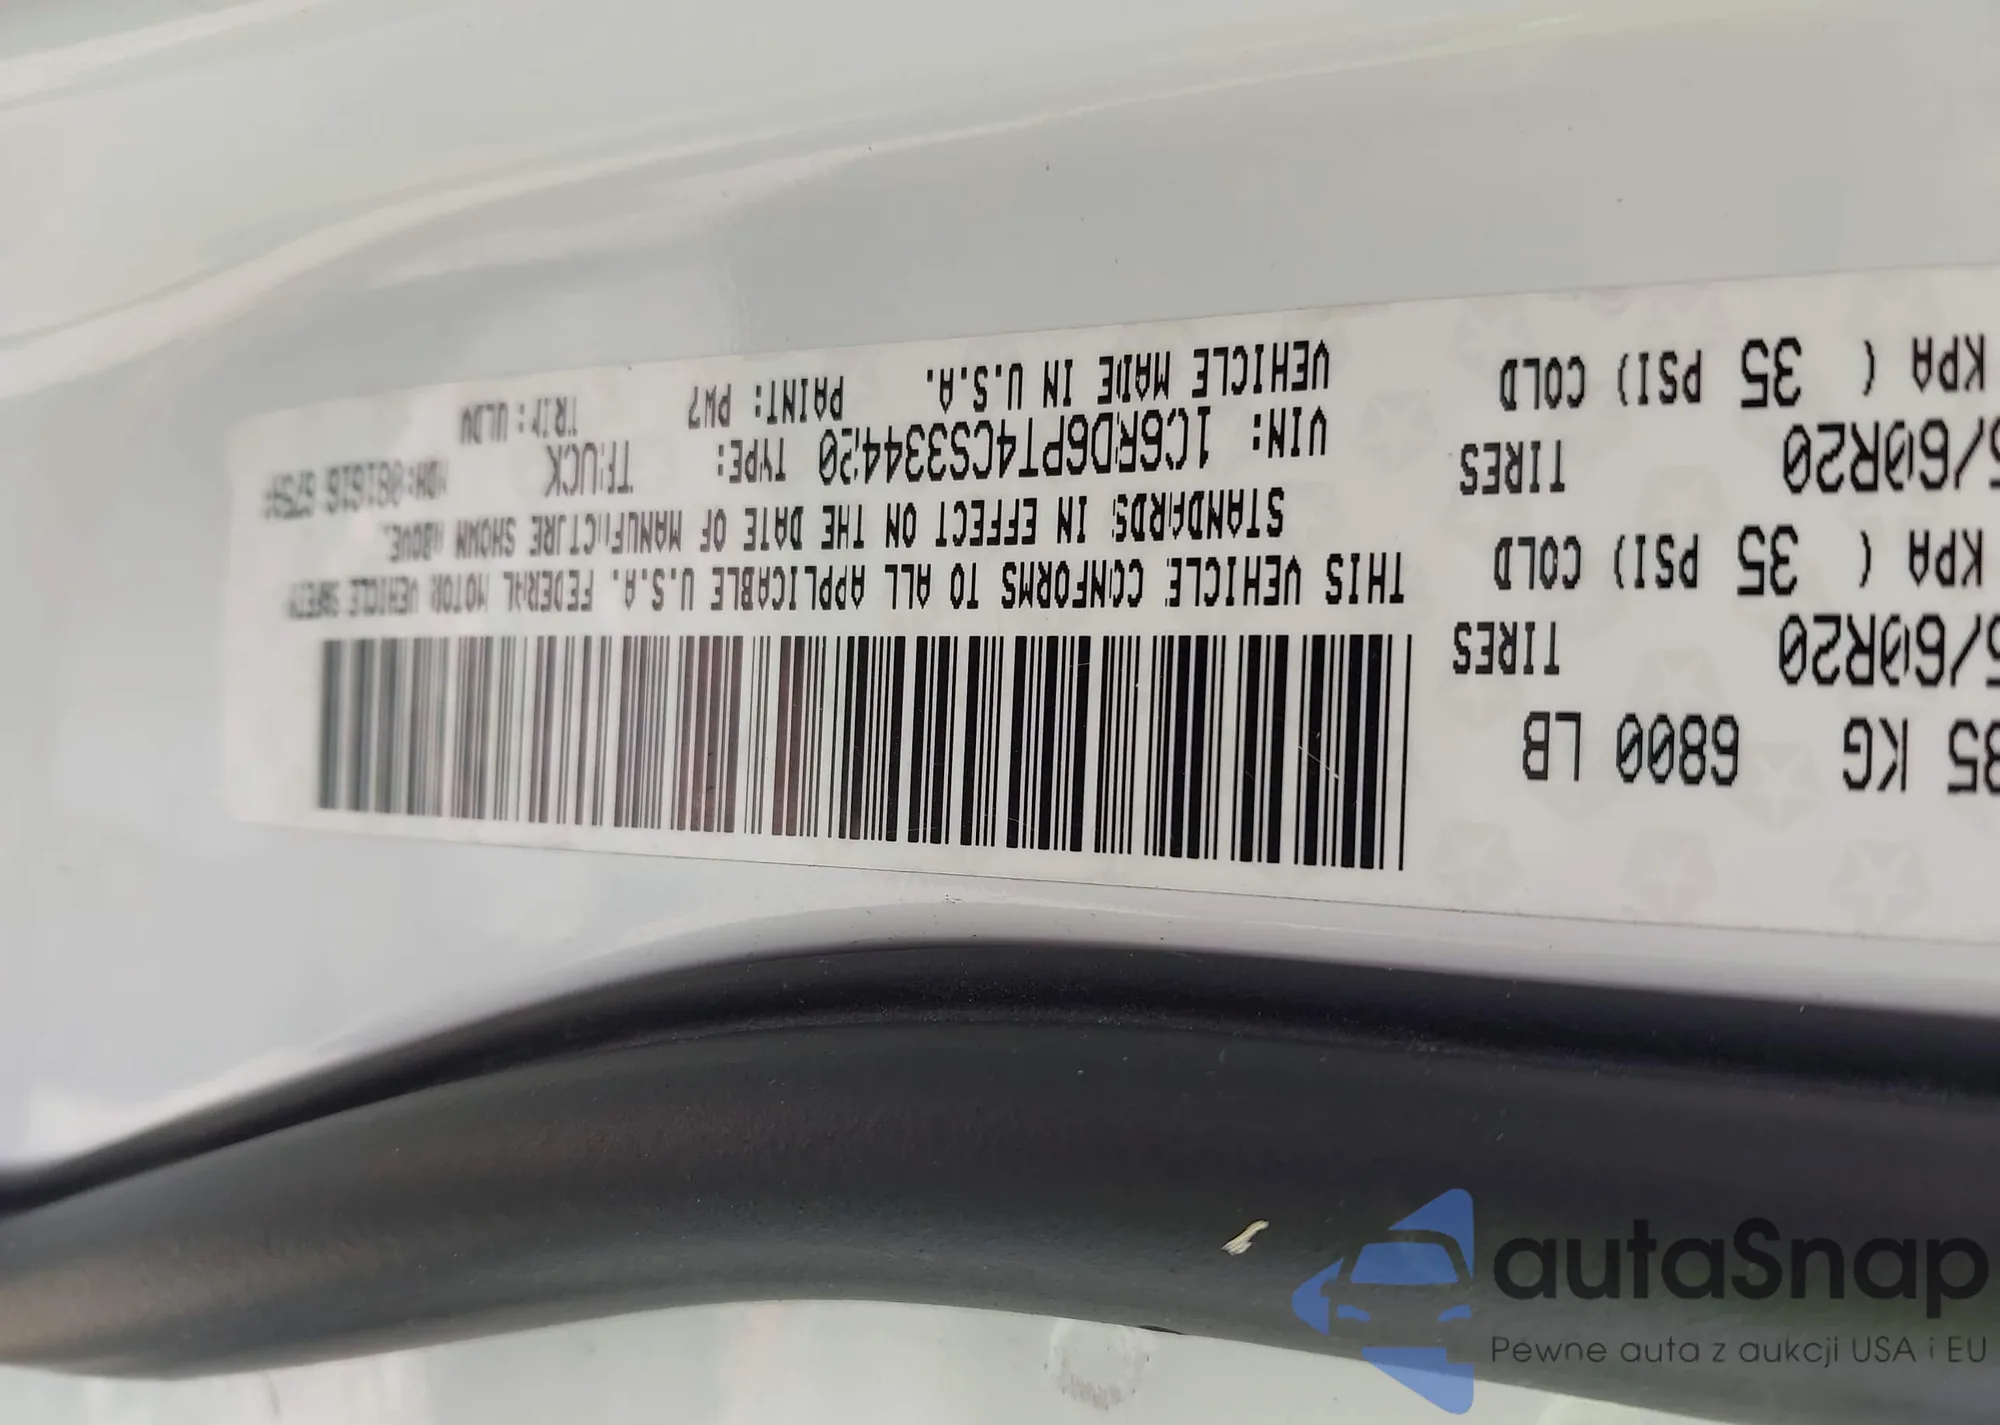 85 KG 6800 LB
5/60R20 TIRES
KPA ( 35 PSI) COLD
5/60R20 TIRES
KPA ( 35 PSI) COLD
THIS VEHICLE CONFORMS TO ALL APPLICABLE U.S.A. FEDERAL MOTOR VEHICLE SAFETY
STANDARDS IN EFFECT ON THE DATE OF MANUFACTURE SHOWN ABOVE.
VIN: 1C6RD6PT4CS334420 TYPE: TRUCK
VEHICLE MADE IN U.S.A. PAINT: PW7 TRIM:
autaSnap
Pewne auta z aukcji USA i EU